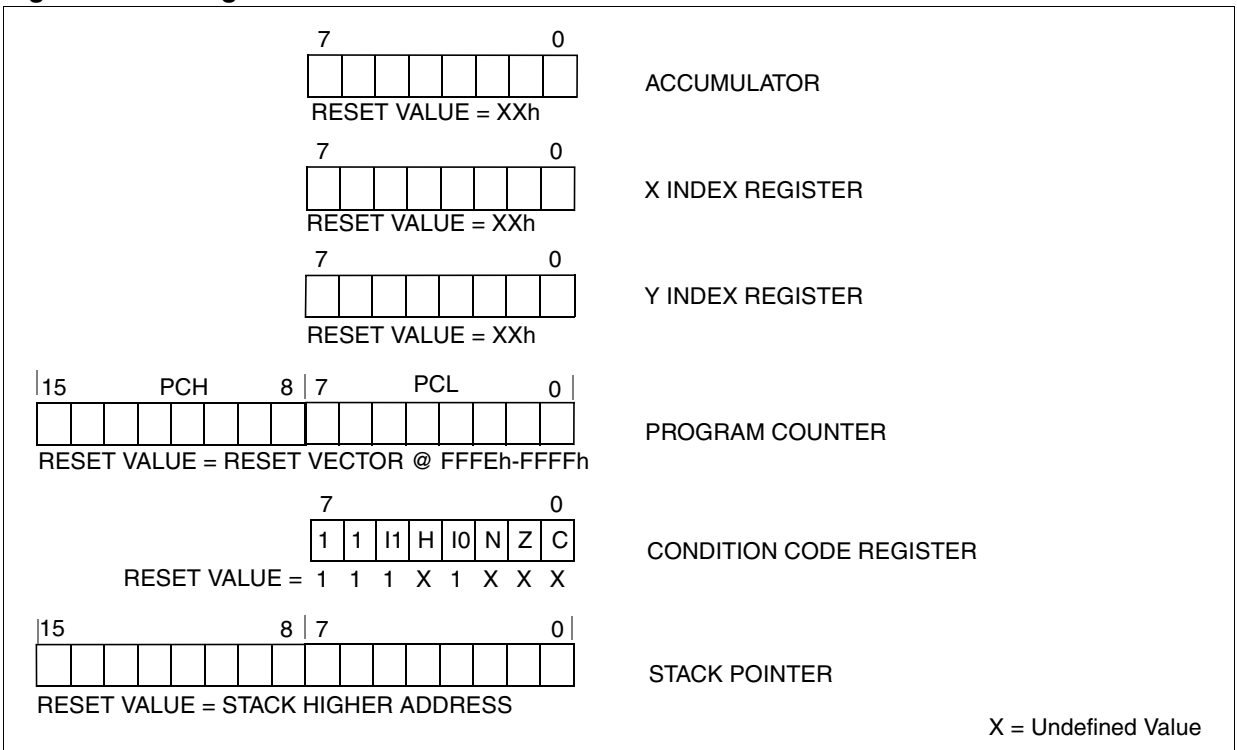 7 0
ACCUMULATOR
RESET VALUE = XXh
7 0
X INDEX REGISTER
RESET VALUE = XXh
7 0
Y INDEX REGISTER
RESET VALUE = XXh
15 PCH 8 7 PCL 0
PROGRAM COUNTER
RESET VALUE = RESET VECTOR @ FFFEh-FFFFh
7 0
1 1 I1 H I0 N Z C
CONDITION CODE REGISTER
RESET VALUE = 1 1 1 X 1 X X X
15 8 7 0
STACK POINTER
RESET VALUE = STACK HIGHER ADDRESS
X = Undefined Value